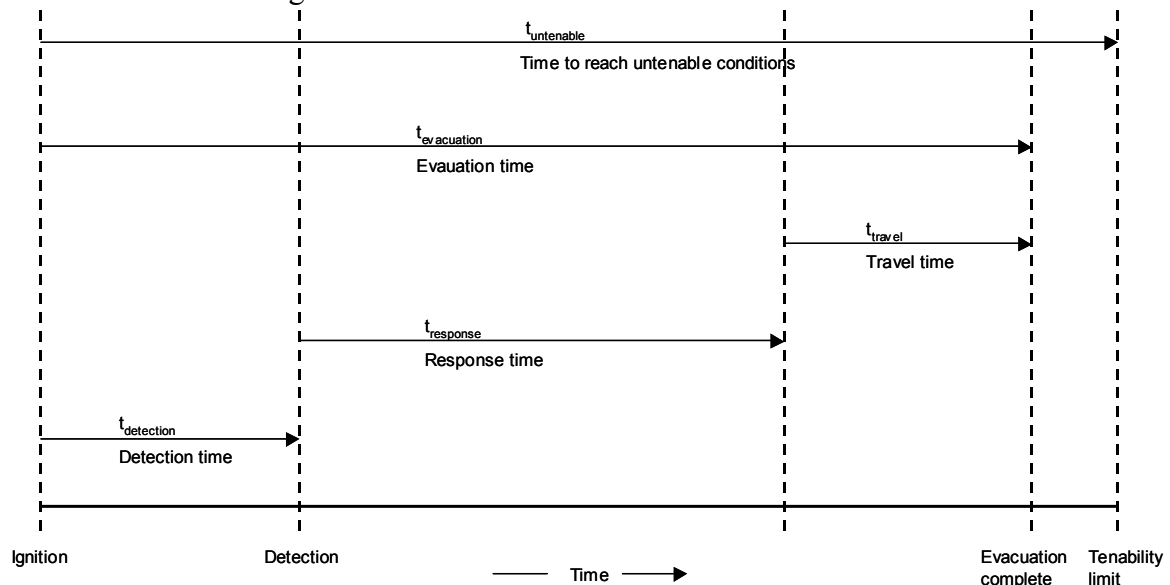 t_untenable
Time to reach untenable conditions
t_evacuation
Evauation time
t_travel
Travel time
t_response
Response time
t_detection
Detection time
Ignition
Detection
Time
Evacuation
complete
Tenability
limit